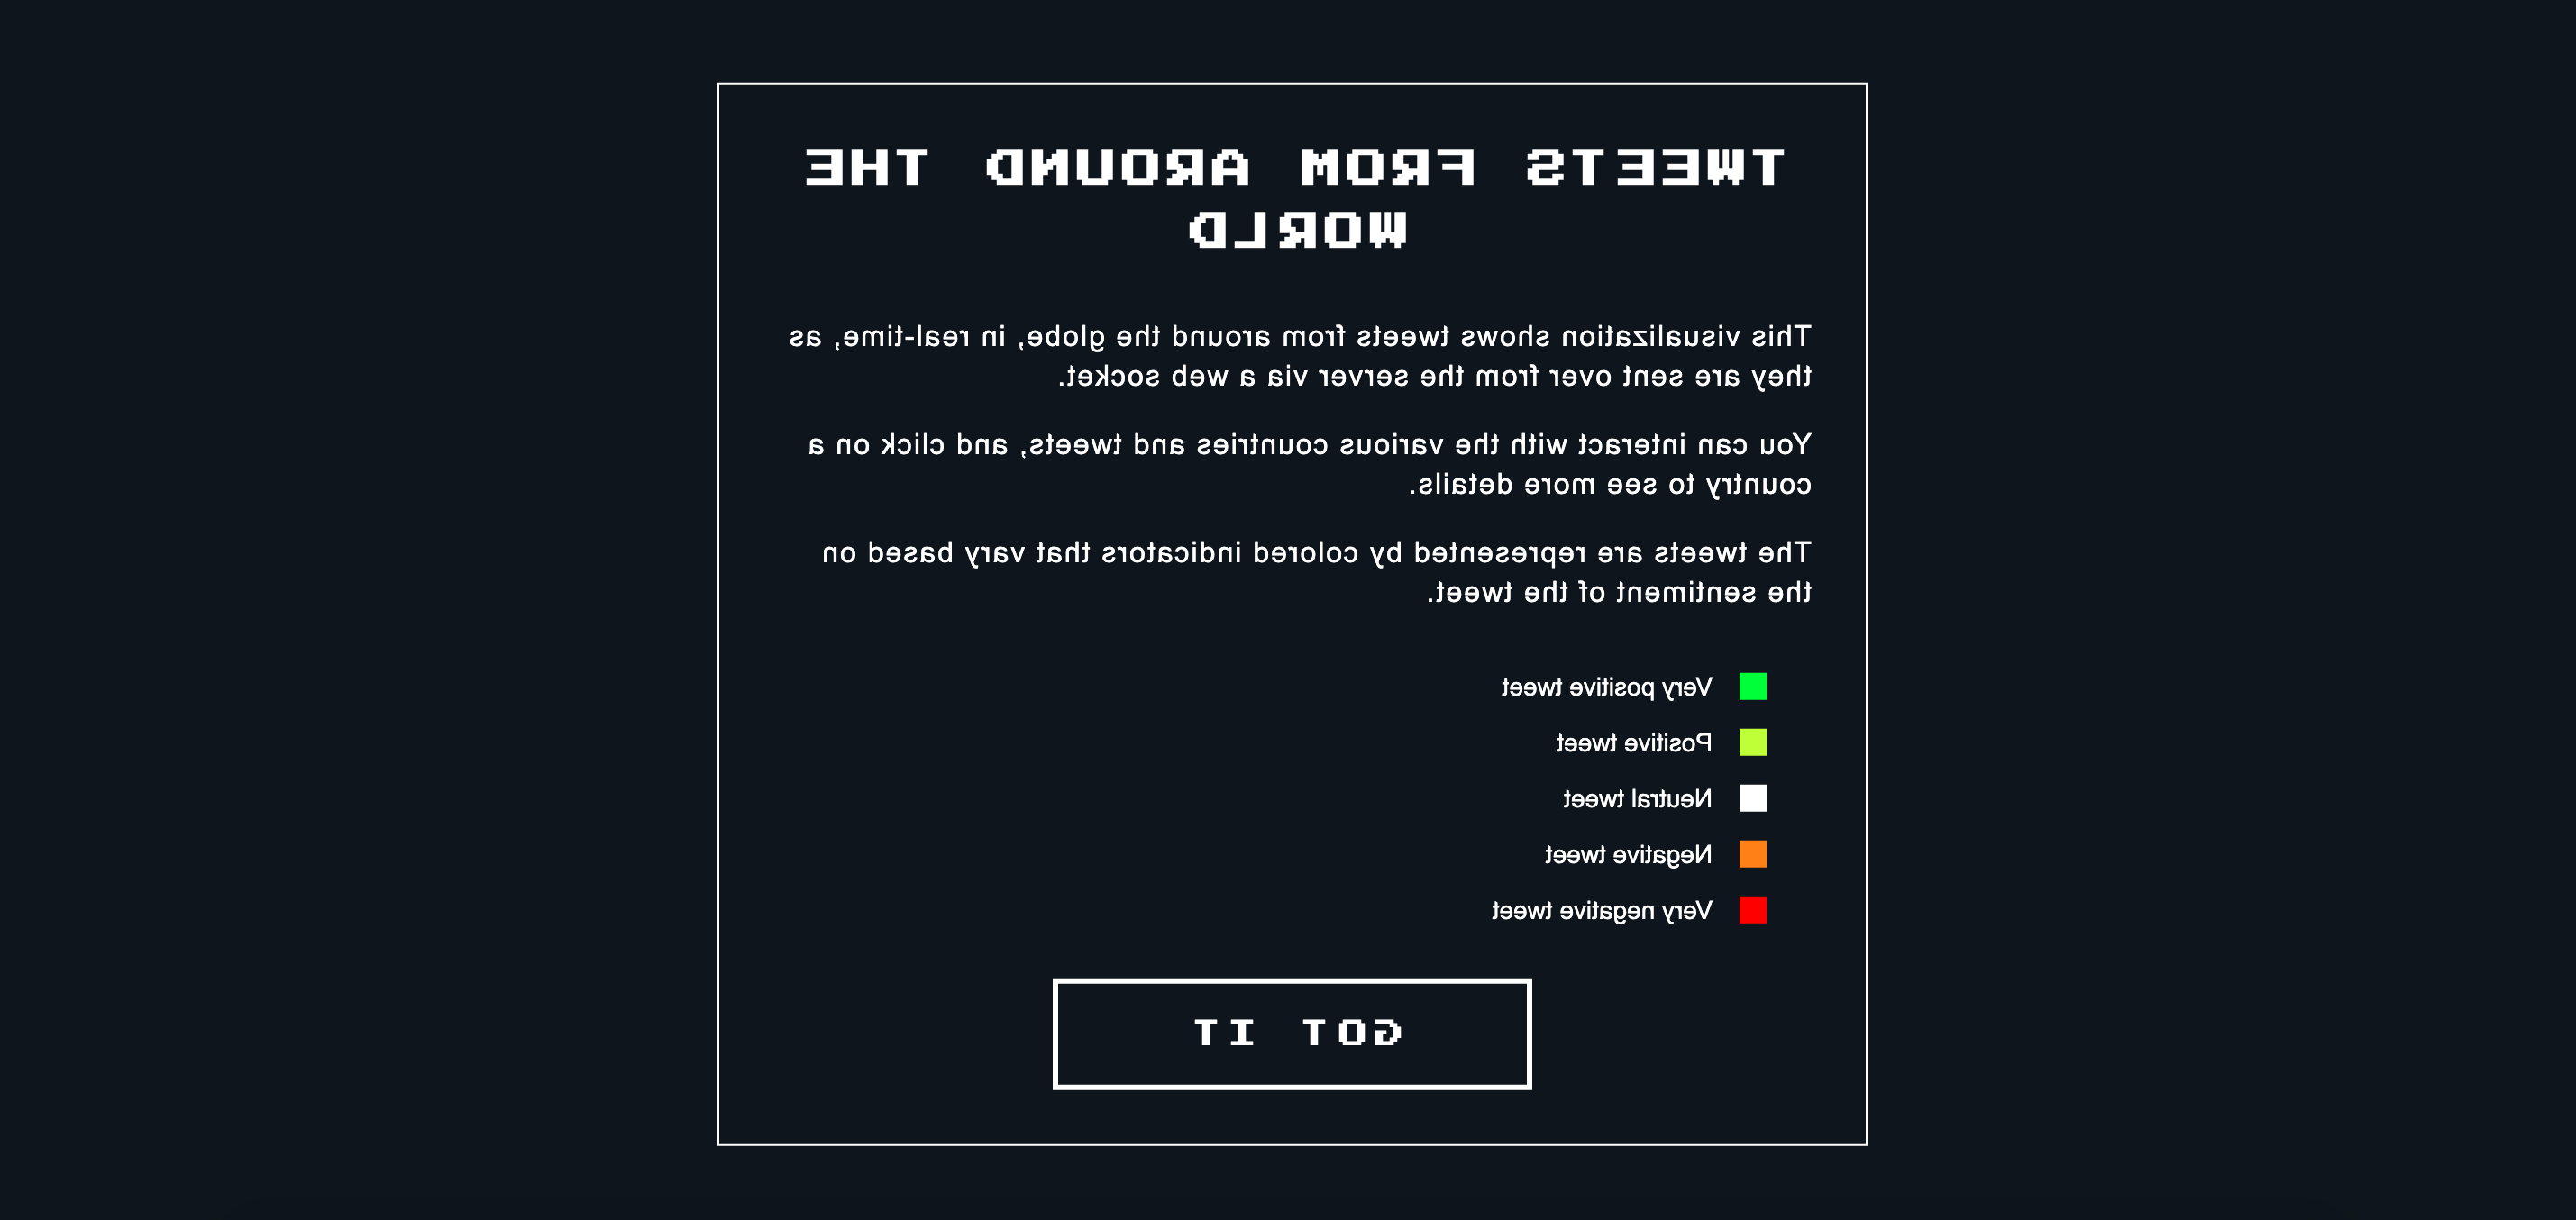 TWEETS FROM AROUND THE
WORLD
This visualization shows tweets from around the globe, in real-time, as
they are sent over from the server via a web socket.
You can interact with the various countries and tweets, and click on a
country to see more details.
The tweets are represented by colored indicators that vary based on
the sentiment of the tweet.
Very positive tweet
Positive tweet
Neutral tweet
Negative tweet
Very negative tweet
GOT IT